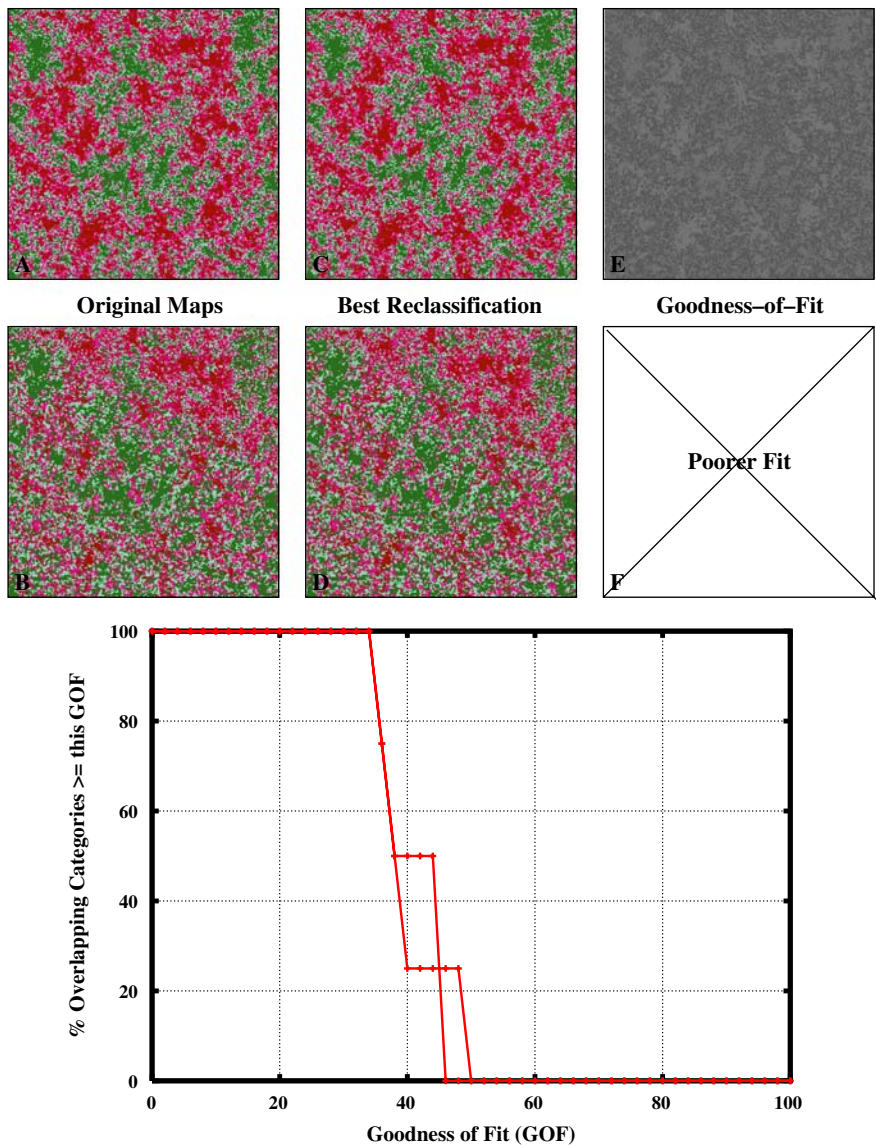 A
C
E
Original Maps
Best Reclassification
Goodness–of–Fit
B
D
Poorer Fit
F
100
80
60
40
20
0
% Overlapping Categories >= this GOF
0
20
40
60
80
100
Goodness of Fit (GOF)